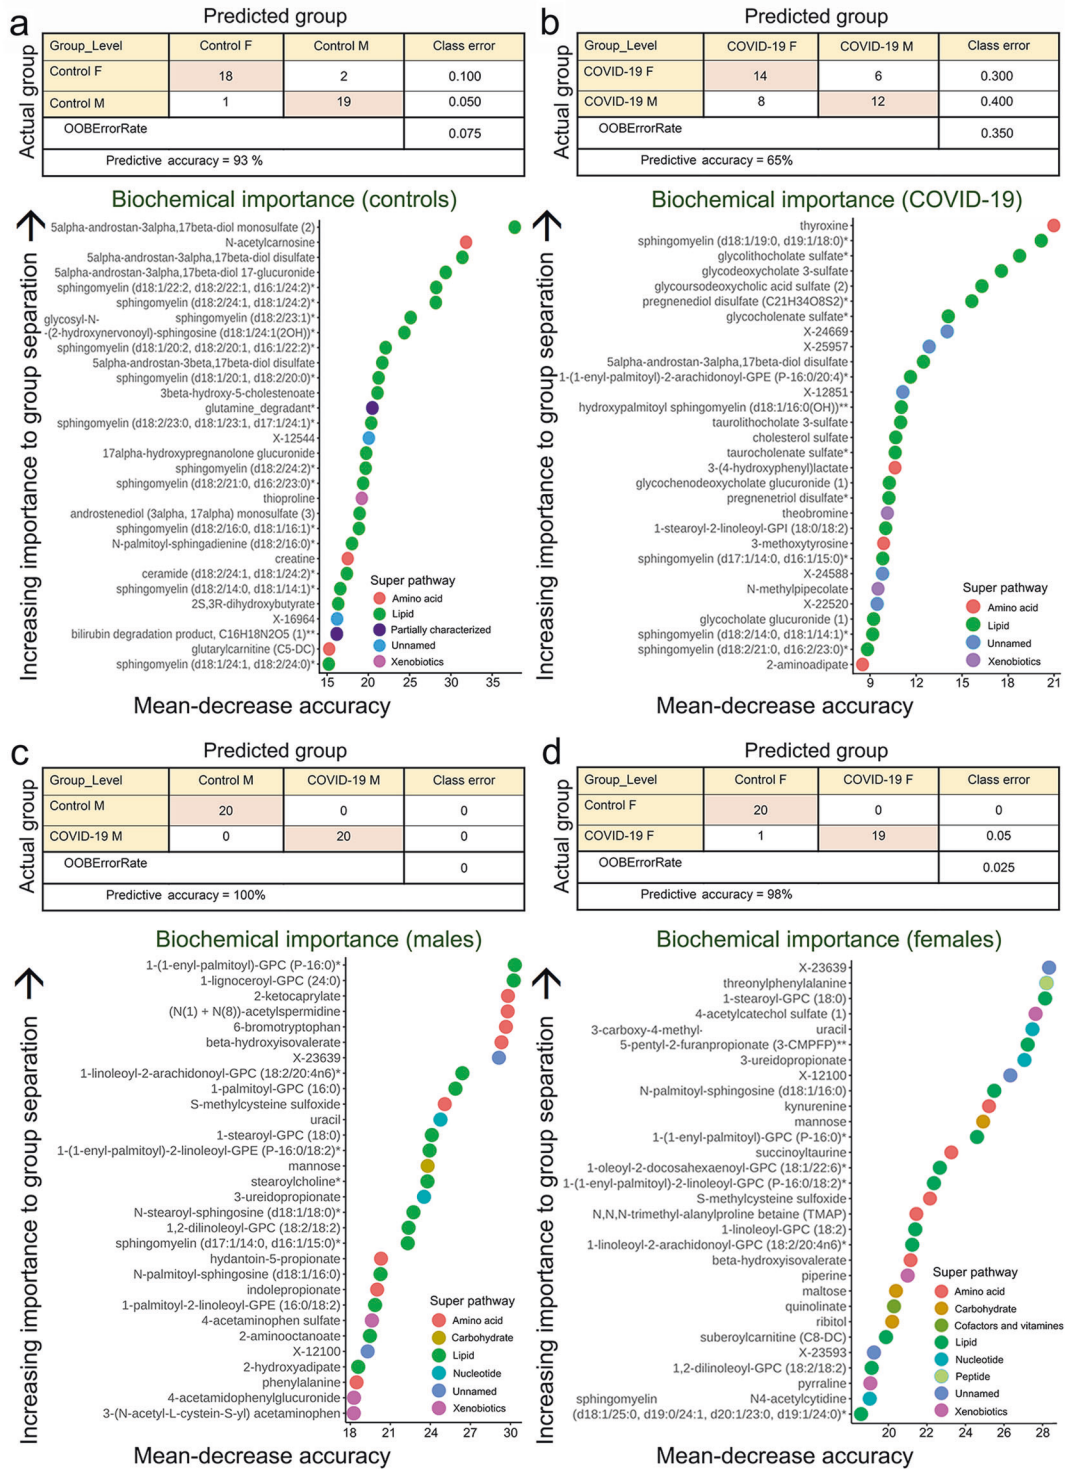 a
Predicted group
Actual group
Group_Level Control F Control M Class error
Control F 18 2 0.100
Control M 1 19 0.050
OOBErrorRate 0.075
Predictive accuracy = 93 %
Biochemical importance (controls)
Increasing importance to group separation
5alpha-androstan-3alpha,17beta-diol monosulfate (2)
N-acetylcarnosine
5alpha-androstan-3alpha,17beta-diol disulfate
5alpha-androstan-3alpha,17beta-diol 17-glucuronide
sphingomyelin (d18:1/22:2, d18:2/22:1, d16:1/24:2)*
sphingomyelin (d18:2/24:1, d18:1/24:2)*
glycosyl-N- sphingomyelin (d18:2/23:1)*
-(2-hydroxynervonoyl)-sphingosine (d18:1/24:1(2OH))*
sphingomyelin (d18:1/20:2, d18:2/20:1, d16:1/22:2)*
5alpha-androstan-3beta,17beta-diol disulfate
sphingomyelin (d18:1/20:1, d18:2/20:0)*
3beta-hydroxy-5-cholestenoate
glutamine_degradant*
sphingomyelin (d18:2/23:0, d18:1/23:1, d17:1/24:1)*
X-12544
17alpha-hydroxypregnanolone glucuronide
sphingomyelin (d18:2/24:2)*
sphingomyelin (d18:2/21:0, d16:2/23:0)*
thioproline
androstenediol (3alpha, 17alpha) monosulfate (3)
sphingomyelin (d18:2/16:0, d18:1/16:1)*
N-palmitoyl-sphingadienine (d18:2/16:0)*
creatine
ceramide (d18:2/24:1, d18:1/24:2)*
sphingomyelin (d18:2/14:0, d18:1/14:1)*
2S,3R-dihydroxybutyrate
X-16964
bilirubin degradation product, C16H18N2O5 (1)**
glutarylcarnitine (C5-DC)
sphingomyelin (d18:1/24:1, d18:2/24:0)*
Super pathway
Amino acid
Lipid
Partially characterized
Unnamed
Xenobiotics
15 20 25 30 35
Mean-decrease accuracy
b
Predicted group
Actual group
Group_Level COVID-19 F COVID-19 M Class error
COVID-19 F 14 6 0.300
COVID-19 M 8 12 0.400
OOBErrorRate 0.350
Predictive accuracy = 65%
Biochemical importance (COVID-19)
Increasing importance to group separation
thyroxine
sphingomyelin (d18:1/19:0, d19:1/18:0)*
glycolithocholate sulfate*
glycodeoxycholate 3-sulfate
glycoursodeoxycholic acid sulfate (2)
pregnenediol disulfate (C21H34O8S2)*
glycocholenate sulfate*
X-24669
X-25957
5alpha-androstan-3alpha,17beta-diol disulfate
1-(1-enyl-palmitoyl)-2-arachidonoyl-GPE (P-16:0/20:4)*
X-12851
hydroxypalmitoyl sphingomyelin (d18:1/16:0(OH))**
taurolithocholate 3-sulfate
cholesterol sulfate
taurocholenate sulfate*
3-(4-hydroxyphenyl)lactate
glycochenodeoxycholate glucuronide (1)
pregnenetriol disulfate*
theobromine
1-stearoyl-2-linoleoyl-GPI (18:0/18:2)
3-methoxytyrosine
sphingomyelin (d17:1/14:0, d16:1/15:0)*
X-24588
N-methylpipecolate
X-22520
glycocholate glucuronide (1)
sphingomyelin (d18:2/14:0, d18:1/14:1)*
sphingomyelin (d18:2/21:0, d16:2/23:0)*
2-aminoadipate
Super pathway
Amino acid
Lipid
Unnamed
Xenobiotics
9 12 15 18 21
Mean-decrease accuracy
c
Predicted group
Actual group
Group_Level Control M COVID-19 M Class error
Control M 20 0 0
COVID-19 M 0 20 0
OOBErrorRate 0
Predictive accuracy = 100%
Biochemical importance (males)
Increasing importance to group separation
1-(1-enyl-palmitoyl)-GPC (P-16:0)*
1-lignoceroyl-GPC (24:0)
2-ketocaprylate
(N(1) + N(8))-acetylspermidine
6-bromotryptophan
beta-hydroxyisovalerate
X-23639
1-linoleoyl-2-arachidonoyl-GPC (18:2/20:4n6)*
1-palmitoyl-GPC (16:0)
S-methylcysteine sulfoxide
uracil
1-stearoyl-GPC (18:0)
1-(1-enyl-palmitoyl)-2-linoleoyl-GPE (P-16:0/18:2)*
mannose
stearoylcholine*
3-ureidopropionate
N-stearoyl-sphingosine (d18:1/18:0)*
1,2-dilinoleoyl-GPC (18:2/18:2)
sphingomyelin (d17:1/14:0, d16:1/15:0)*
hydantoin-5-propionate
N-palmitoyl-sphingosine (d18:1/16:0)
indolepropionate
1-palmitoyl-2-linoleoyl-GPE (16:0/18:2)
4-acetaminophen sulfate
2-aminooctanoate
X-12100
2-hydroxyadipate
phenylalanine
4-acetamidophenylglucuronide
3-(N-acetyl-L-cystein-S-yl) acetaminophen
Super pathway
Amino acid
Carbohydrate
Lipid
Nucleotide
Unnamed
Xenobiotics
18 21 24 27 30
Mean-decrease accuracy
d
Predicted group
Actual group
Group_Level Control F COVID-19 F Class error
Control F 20 0 0
COVID-19 F 1 19 0.05
OOBErrorRate 0.025
Predictive accuracy = 98%
Biochemical importance (females)
Increasing importance to group separation
X-23639
threonylphenylalanine
1-stearoyl-GPC (18:0)
4-acetylcatechol sulfate (1)
3-carboxy-4-methyl- uracil
5-pentyl-2-furanpropionate (3-CMPFP)**
3-ureidopropionate
X-12100
N-palmitoyl-sphingosine (d18:1/16:0)
kynurenine
mannose
1-(1-enyl-palmitoyl)-GPC (P-16:0)*
succinoyltaurine
1-oleoyl-2-docosahexaenoyl-GPC (18:1/22:6)*
1-(1-enyl-palmitoyl)-2-linoleoyl-GPC (P-16:0/18:2)*
S-methylcysteine sulfoxide
N,N,N-trimethyl-alanylproline betaine (TMAP)
1-linoleoyl-GPC (18:2)
1-linoleoyl-2-arachidonoyl-GPC (18:2/20:4n6)*
beta-hydroxyisovalerate
piperine
maltose
quinolinate
ribitol
suberoylcarnitine (C8-DC)
X-23593
1,2-dilinoleoyl-GPC (18:2/18:2)
pyrraline
sphingomyelin N4-acetylcytidine
(d18:1/25:0, d19:0/24:1, d20:1/23:0, d19:1/24:0)*
Super pathway
Amino acid
Carbohydrate
Cofactors and vitamines
Lipid
Nucleotide
Peptide
Unnamed
Xenobiotics
20 22 24 26 28
Mean-decrease accuracy